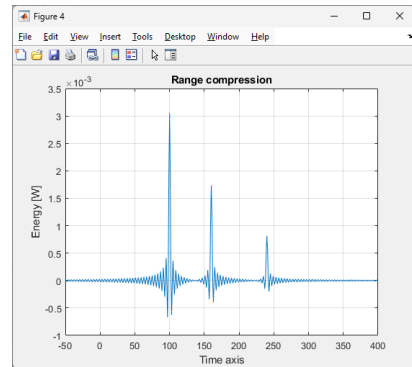 Figure 4
File Edit View Insert Tools Desktop Window Help
Range compression
×10-3
3.5
3
2.5
2
1.5
1
0.5
0
-0.5
-1
Energy [W]
-50 0 50 100 150 200 250 300 350 400
Time axis